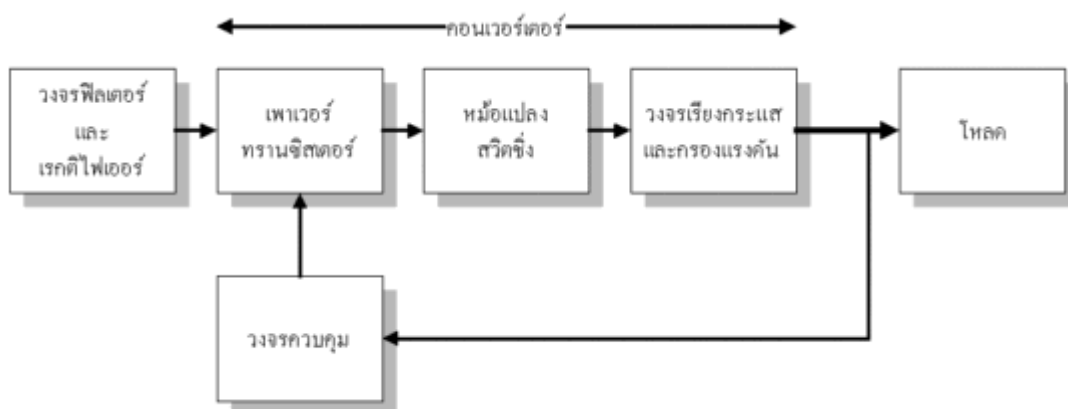 คอนเวอร์เตอร์
วงจรฟิลเตอร์
และ
เรกติไฟเออร์
เพาเวอร์
ทรานซิสเตอร์
หม้อแปลง
สวิตชิ่ง
วงจรเรียงกระแส
และกรองแรงดัน
โหลด
วงจรควบคุม